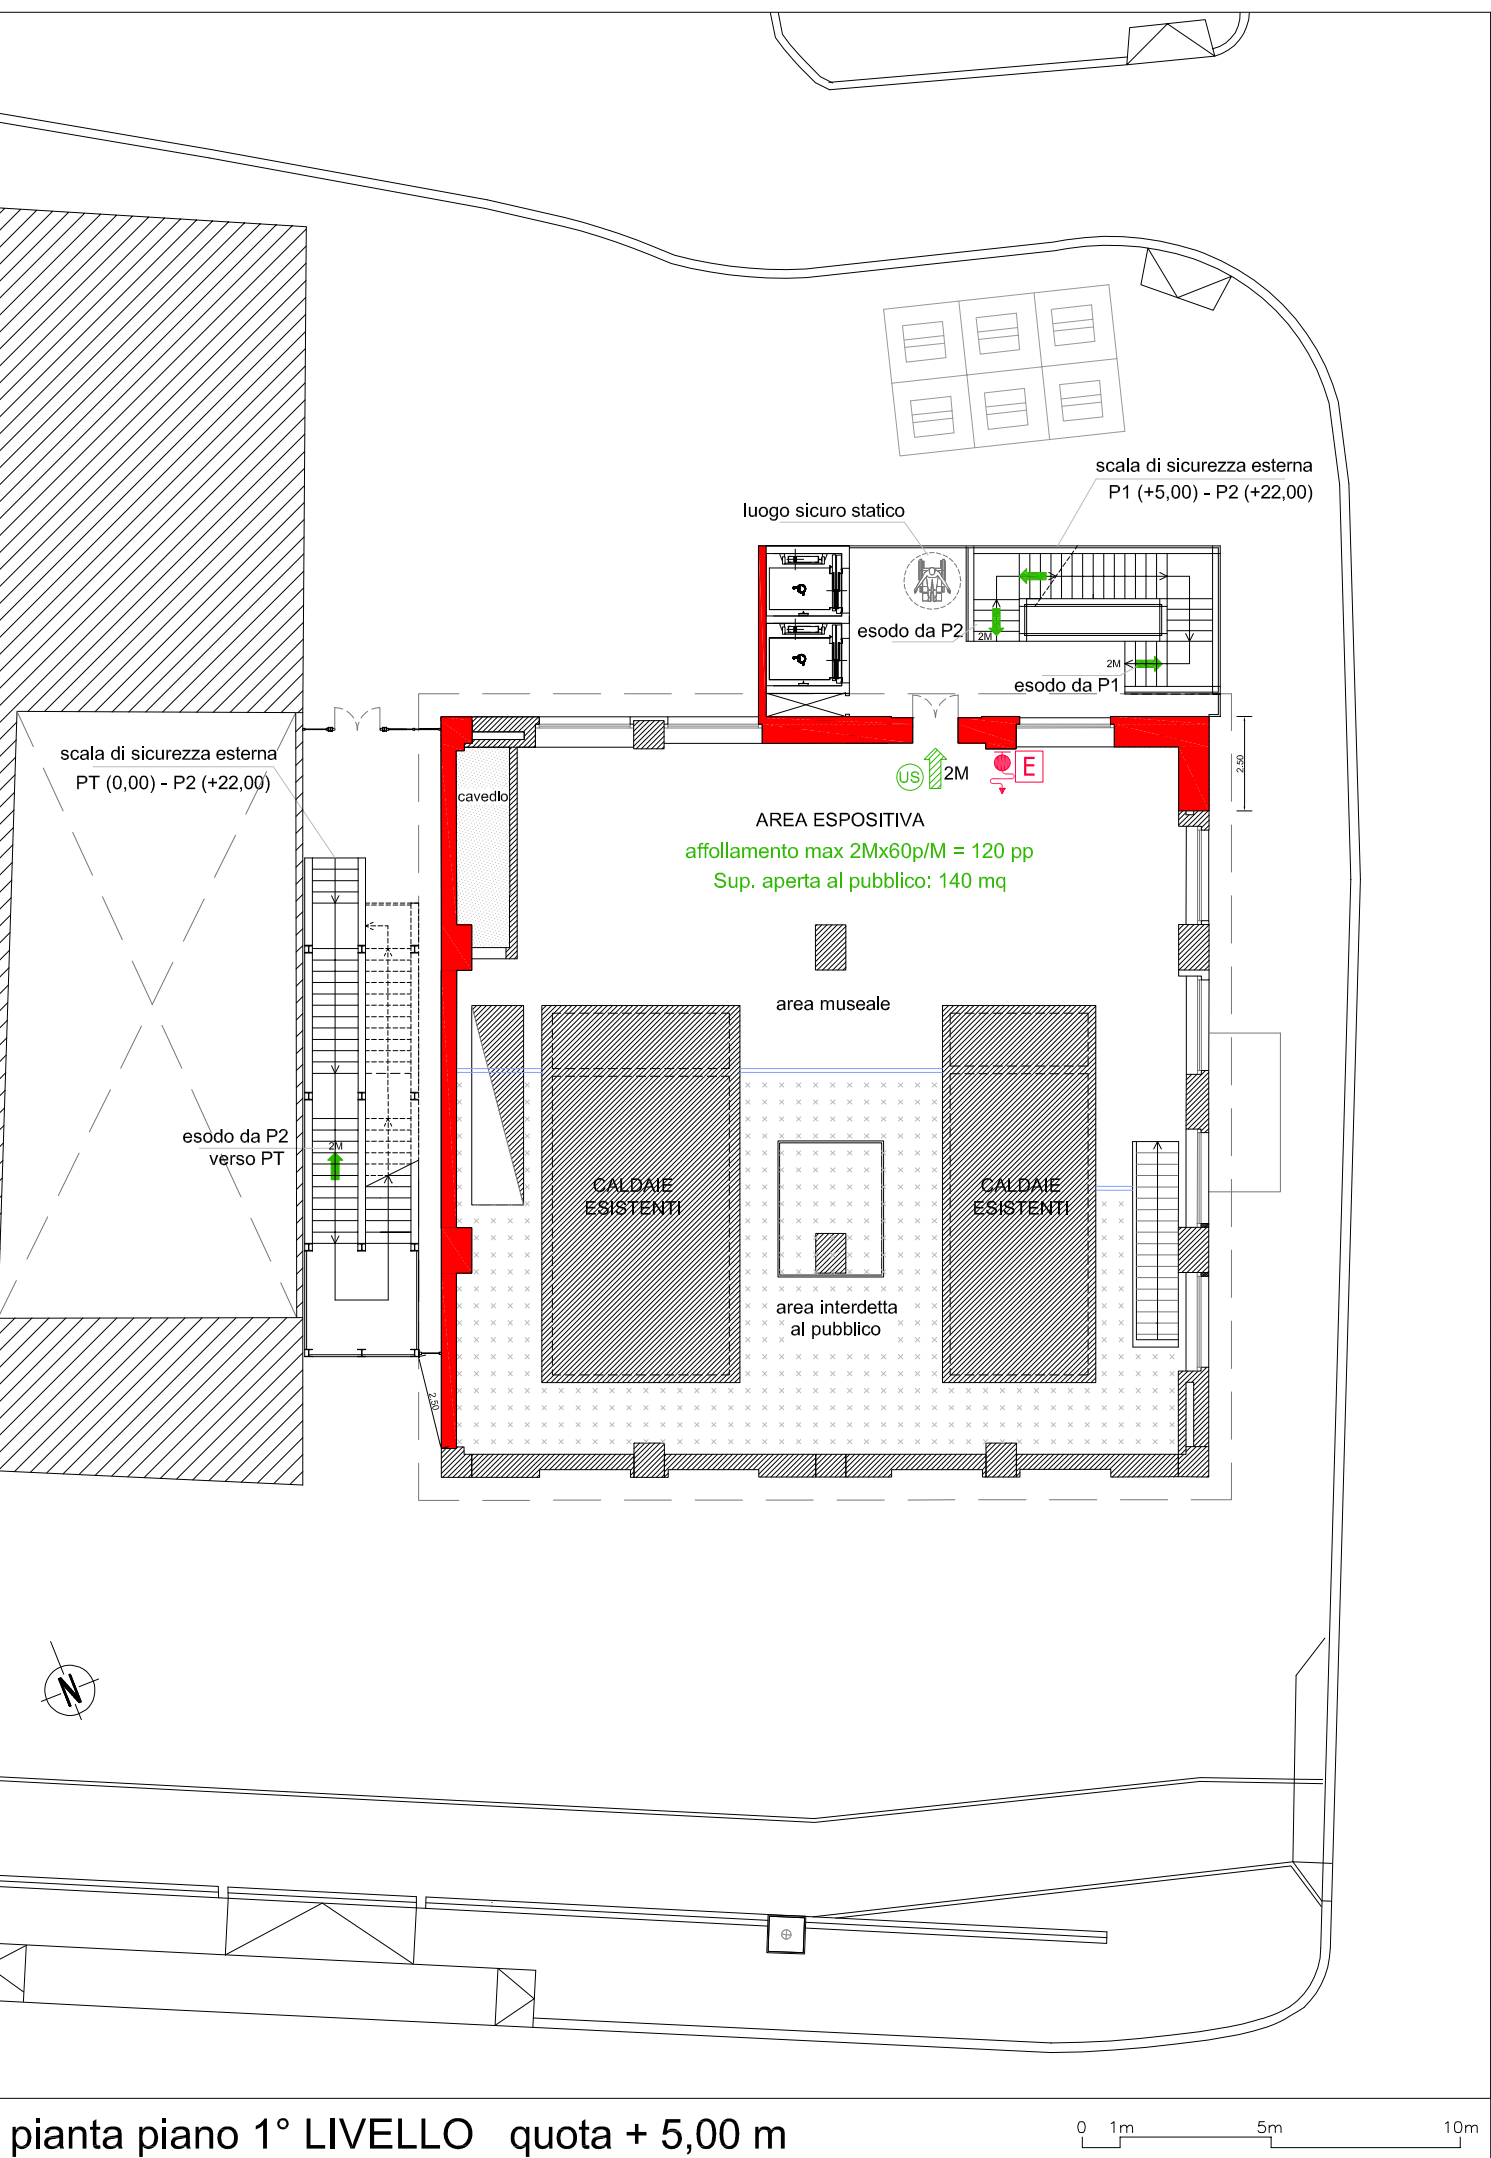 scala di sicurezza esterna
P1 (+5,00) - P2 (+22,00)
luogo sicuro statico
esodo da P2
2M
2M
esodo da P1
scala di sicurezza esterna
PT (0,00) - P2 (+22,00)
cavedio
US
2M
E
2.50
AREA ESPOSITIVA
affollamento max 2Mx60p/M = 120 pp
Sup. aperta al pubblico: 140 mq
area museale
esodo da P2
verso PT
2M
CALDAIE
ESISTENTI
CALDAIE
ESISTENTI
area interdetta
al pubblico
2.50
N
pianta piano 1° LIVELLO quota + 5,00 m
0 1m 5m 10m